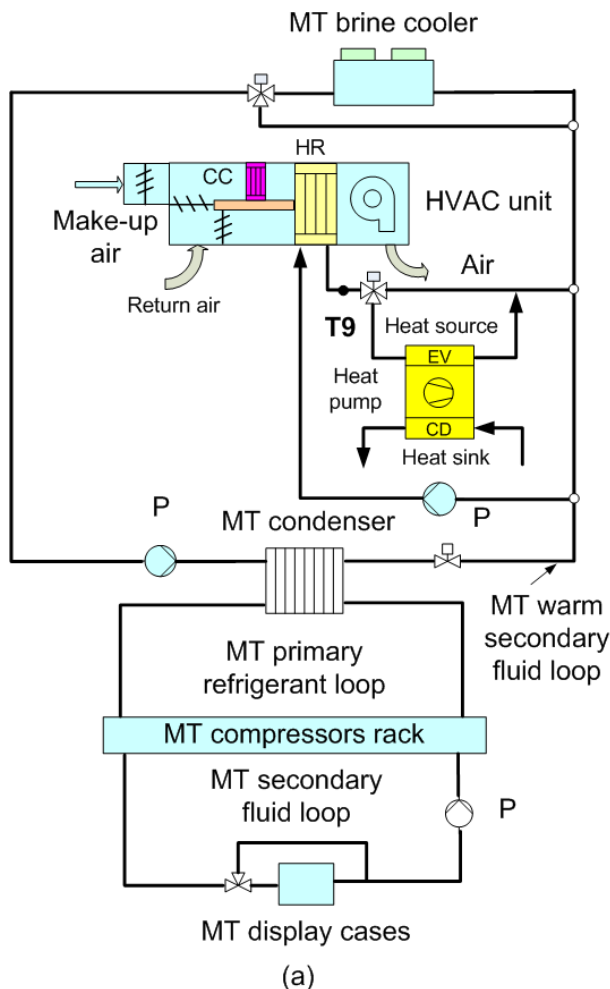 MT brine cooler
HR
CC
HVAC unit
Make-up
air
Air
Return air
T9
Heat source
EV
Heat
pump
CD
Heat sink
P
MT condenser
P
MT warm
secondary
fluid loop
MT primary
refrigerant loop
MT compressors rack
MT secondary
fluid loop
P
MT display cases
(a)